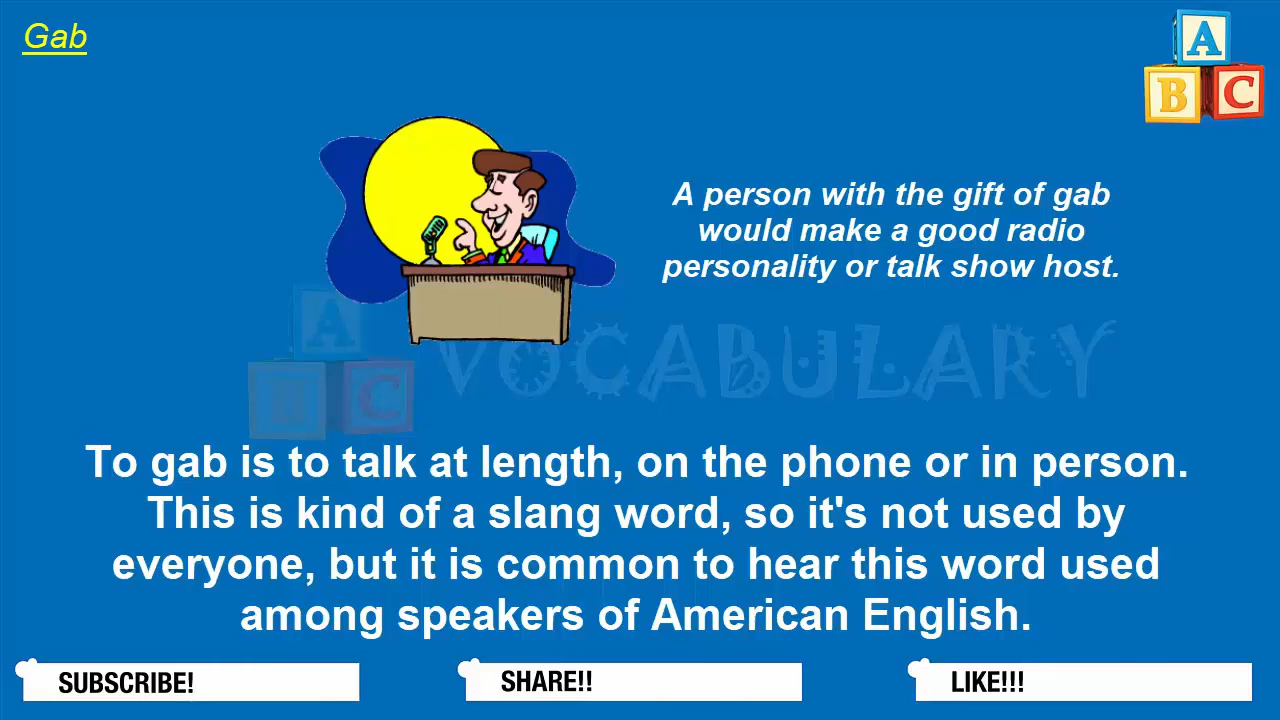 Gab
A
B C
A person with the gift of gab
would make a good radio
personality or talk show host.
A
B C
VOCABULARY
To gab is to talk at length, on the phone or in person.
This is kind of a slang word, so it's not used by
everyone, but it is common to hear this word used
among speakers of American English.
SUBSCRIBE!
SHARE!!
LIKE!!!